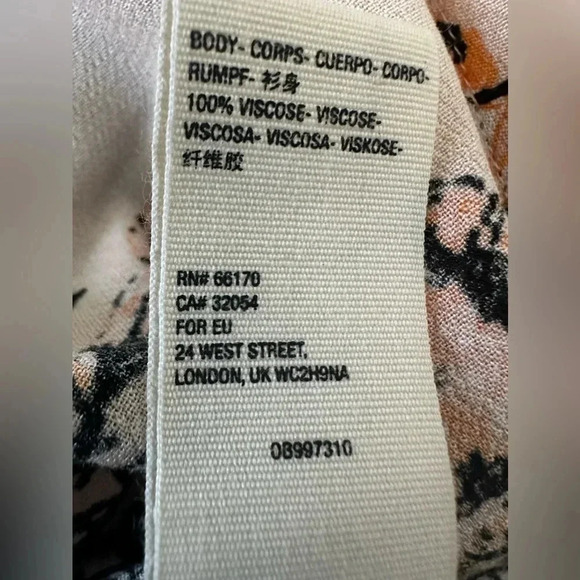 BODY- CORPS- CUERPO- CORPO-
RUMPF- 衫身
100% VISCOSE- VISCOSE-
VISCOSA- VISCOSA- VISKOSE-
纤维胶
RN# 66170
CA# 32054
FOR EU
24 WEST STREET,
LONDON, UK WC2H9NA
OB997310